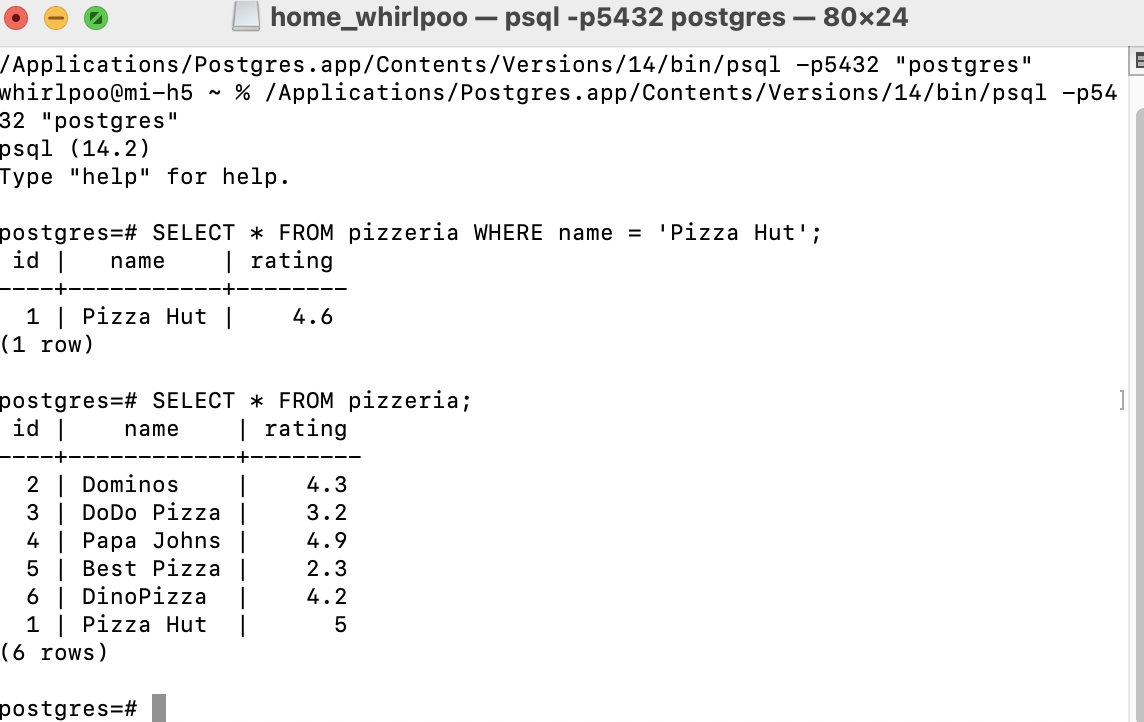 home_whirlpoo — psql -p5432 postgres — 80×24
/Applications/Postgres.app/Contents/Versions/14/bin/psql -p5432 "postgres"
whirlpoo@mi-h5 ~ % /Applications/Postgres.app/Contents/Versions/14/bin/psql -p54
32 "postgres"
psql (14.2)
Type "help" for help.
postgres=# SELECT * FROM pizzeria WHERE name = 'Pizza Hut';
 id |   name    | rating
----+-----------+--------
  1 | Pizza Hut |    4.6
(1 row)
postgres=# SELECT * FROM pizzeria;
 id |    name    | rating
----+------------+--------
  2 | Dominos    |    4.3
  3 | DoDo Pizza |    3.2
  4 | Papa Johns |    4.9
  5 | Best Pizza |    2.3
  6 | DinoPizza  |    4.2
  1 | Pizza Hut  |      5
(6 rows)
postgres=#